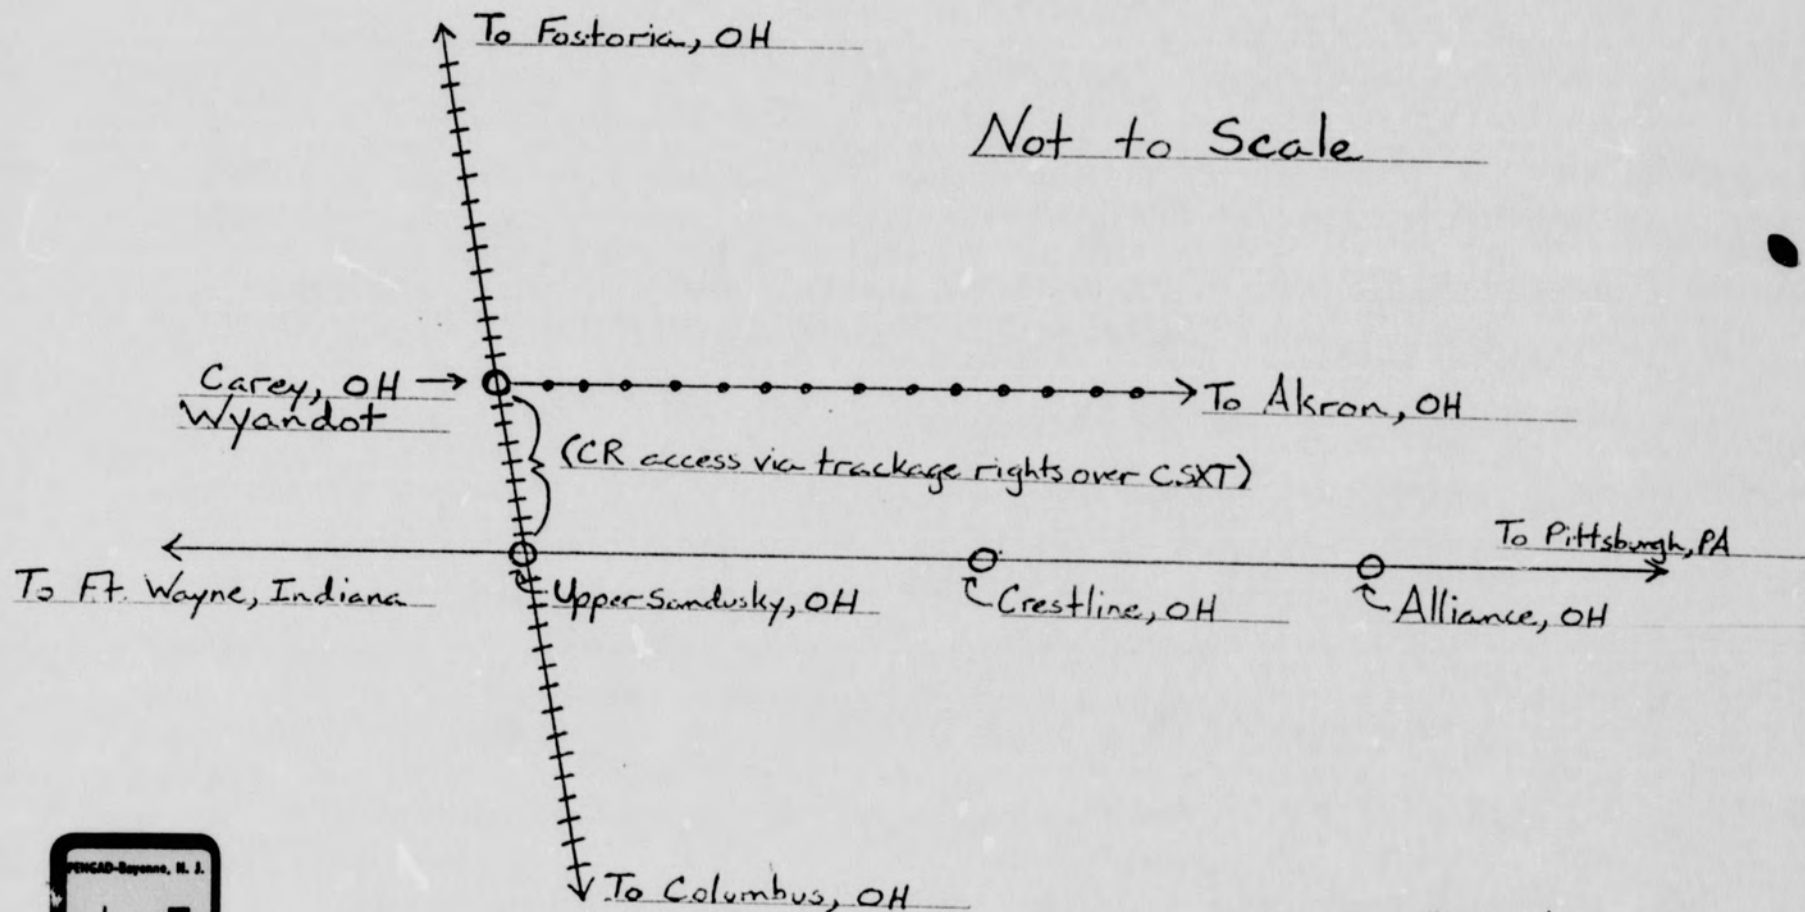 To Fostoria, OH
Not to Scale
Carey, OH
Wyandot
To Akron, OH
(CR access via trackage rights over CSXT)
To Pittsburgh, PA
To Ft. Wayne, Indiana
Upper Sandusky, OH
Crestline, OH
Alliance, OH
PENGAD-Bayonne, N. J.
To Columbus, OH